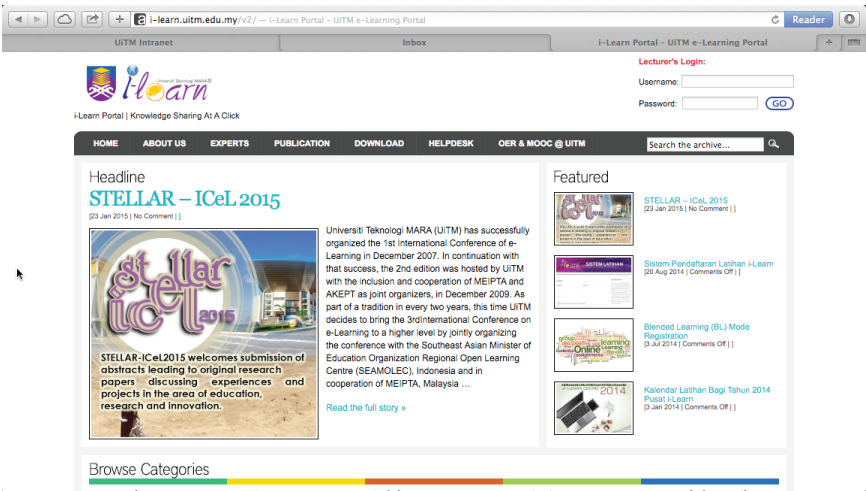 i-learn.uitm.edu.my/v2/ — i-Learn Portal – UiTM e-Learning Portal
Reader
UiTM Intranet
Inbox
i-Learn Portal – UiTM e-Learning Portal
Lecturer's Login:
Username:
Password:
GO
Universiti Teknologi MARA
i-learn
i-Learn Portal | Knowledge Sharing At A Click
HOME ABOUT US EXPERTS PUBLICATION DOWNLOAD HELPDESK OER & MOOC @ UITM
Search the archive...
Headline
STELLAR – ICeL 2015
[23 Jan 2015 | No Comment | ]
stellar
icel
2015
STELLAR-ICeL2015 welcomes submission of
abstracts leading to original research
papers discussing experiences and
projects in the area of education,
research and innovation.
Universiti Teknologi MARA (UiTM) has successfully
organized the 1st International Conference of e-
Learning in December 2007. In continuation with
that success, the 2nd edition was hosted by UiTM
with the inclusion and cooperation of MEIPTA and
AKEPT as joint organizers, in December 2009. As
part of a tradition in every two years, this time UiTM
decides to bring the 3rdInternational Conference on
e-Learning to a higher level by jointly organizing
the conference with the Southeast Asian Minister of
Education Organization Regional Open Learning
Centre (SEAMOLEC), Indonesia and in
cooperation of MEIPTA, Malaysia …
Read the full story »
Featured
STELLAR – ICeL 2015
[23 Jan 2015 | No Comment | ]
SISTEM LATIHAN
Sistem Pendaftaran Latihan i-Learn
[20 Aug 2014 | Comments Off | ]
Online
learning
Blended Learning (BL) Mode
Registration
[3 Jul 2014 | Comments Off | ]
2014
Kalendar Latihan Bagi Tahun 2014
Pusat i-Learn
[3 Jan 2014 | Comments Off | ]
Browse Categories